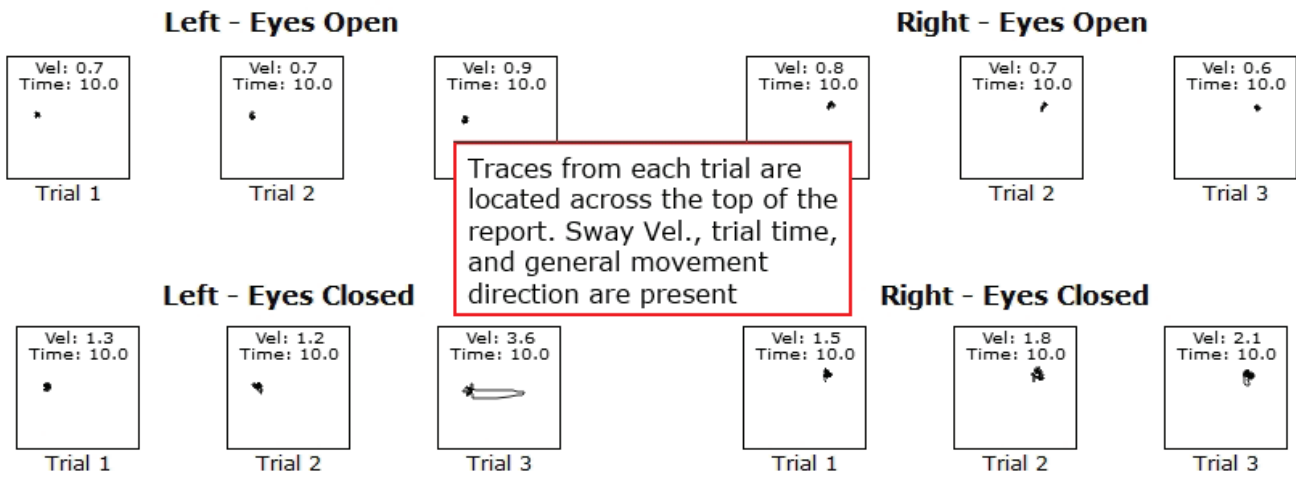 Left - Eyes Open
Right - Eyes Open
Vel: 0.7
Time: 10.0
Vel: 0.7
Time: 10.0
Vel: 0.9
Time: 10.0
Vel: 0.8
Time: 10.0
Vel: 0.7
Time: 10.0
Vel: 0.6
Time: 10.0
Trial 1
Trial 2
Trial 2
Trial 3
Traces from each trial are
located across the top of the
report. Sway Vel., trial time,
and general movement
direction are present
Left - Eyes Closed
Right - Eyes Closed
Vel: 1.3
Time: 10.0
Vel: 1.2
Time: 10.0
Vel: 3.6
Time: 10.0
Vel: 1.5
Time: 10.0
Vel: 1.8
Time: 10.0
Vel: 2.1
Time: 10.0
Trial 1
Trial 2
Trial 3
Trial 1
Trial 2
Trial 3